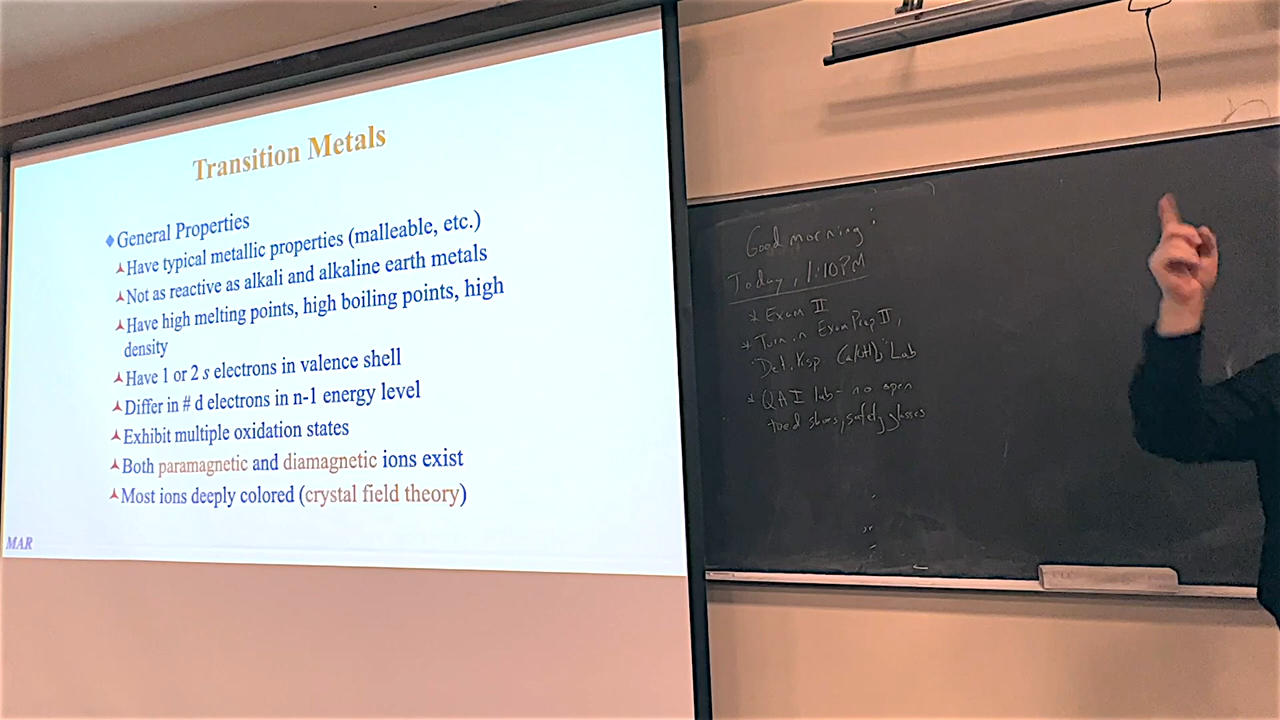 Transition Metals
General Properties
Have typical metallic properties (malleable, etc.)
Not as reactive as alkali and alkaline earth metals
Have high melting points, high boiling points, high
density
Have 1 or 2 s electrons in valence shell
Differ in # d electrons in n-1 energy level
Exhibit multiple oxidation states
Both paramagnetic and diamagnetic ions exist
Most ions deeply colored (crystal field theory)
MAR
Good morning
Today, 1:10PM
* Exam II
* Turn in Exam Prep II,
"Det. Ksp Ca(OH)2" Lab
* QA I lab - no open
toed shoes, safety glasses